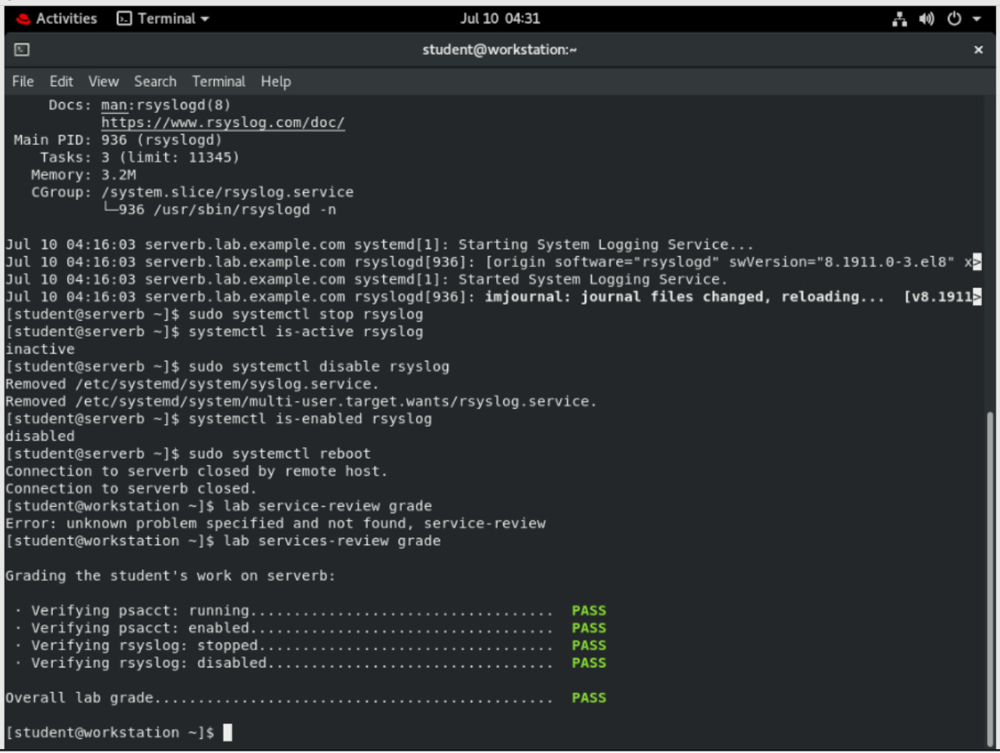 Activities Terminal Jul 10 04:31
student@workstation:~ ×
File Edit View Search Terminal Help
     Docs: man:rsyslogd(8)
           https://www.rsyslog.com/doc/
 Main PID: 936 (rsyslogd)
    Tasks: 3 (limit: 11345)
   Memory: 3.2M
   CGroup: /system.slice/rsyslog.service
           └─936 /usr/sbin/rsyslogd -n

Jul 10 04:16:03 serverb.lab.example.com systemd[1]: Starting System Logging Service...
Jul 10 04:16:03 serverb.lab.example.com rsyslogd[936]: [origin software="rsyslogd" swVersion="8.1911.0-3.el8" x>
Jul 10 04:16:03 serverb.lab.example.com systemd[1]: Started System Logging Service.
Jul 10 04:16:03 serverb.lab.example.com rsyslogd[936]: imjournal: journal files changed, reloading...  [v8.1911>
[student@serverb ~]$ sudo systemctl stop rsyslog
[student@serverb ~]$ systemctl is-active rsyslog
inactive
[student@serverb ~]$ sudo systemctl disable rsyslog
Removed /etc/systemd/system/syslog.service.
Removed /etc/systemd/system/multi-user.target.wants/rsyslog.service.
[student@serverb ~]$ systemctl is-enabled rsyslog
disabled
[student@serverb ~]$ sudo systemctl reboot
Connection to serverb closed by remote host.
Connection to serverb closed.
[student@workstation ~]$ lab service-review grade
Error: unknown problem specified and not found, service-review
[student@workstation ~]$ lab services-review grade

Grading the student's work on serverb:

 · Verifying psacct: running...................................  PASS
 · Verifying psacct: enabled...................................  PASS
 · Verifying rsyslog: stopped..................................  PASS
 · Verifying rsyslog: disabled.................................  PASS

Overall lab grade..............................................  PASS

[student@workstation ~]$